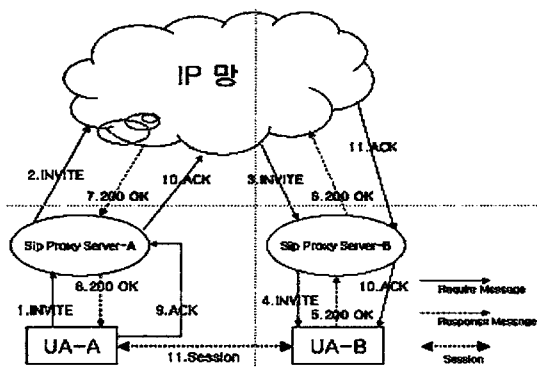 IP 망
2.INVITE
7.200 OK
10.ACK
3.INVITE
6.200 OK
11.ACK
Sip Proxy Server-A
Sip Proxy Server-B
1.INVITE
8.200 OK
9.ACK
4.INVITE
5.200 OK
10.ACK
Require Message
Response Message
UA-A
11.Session
UA-B
Session